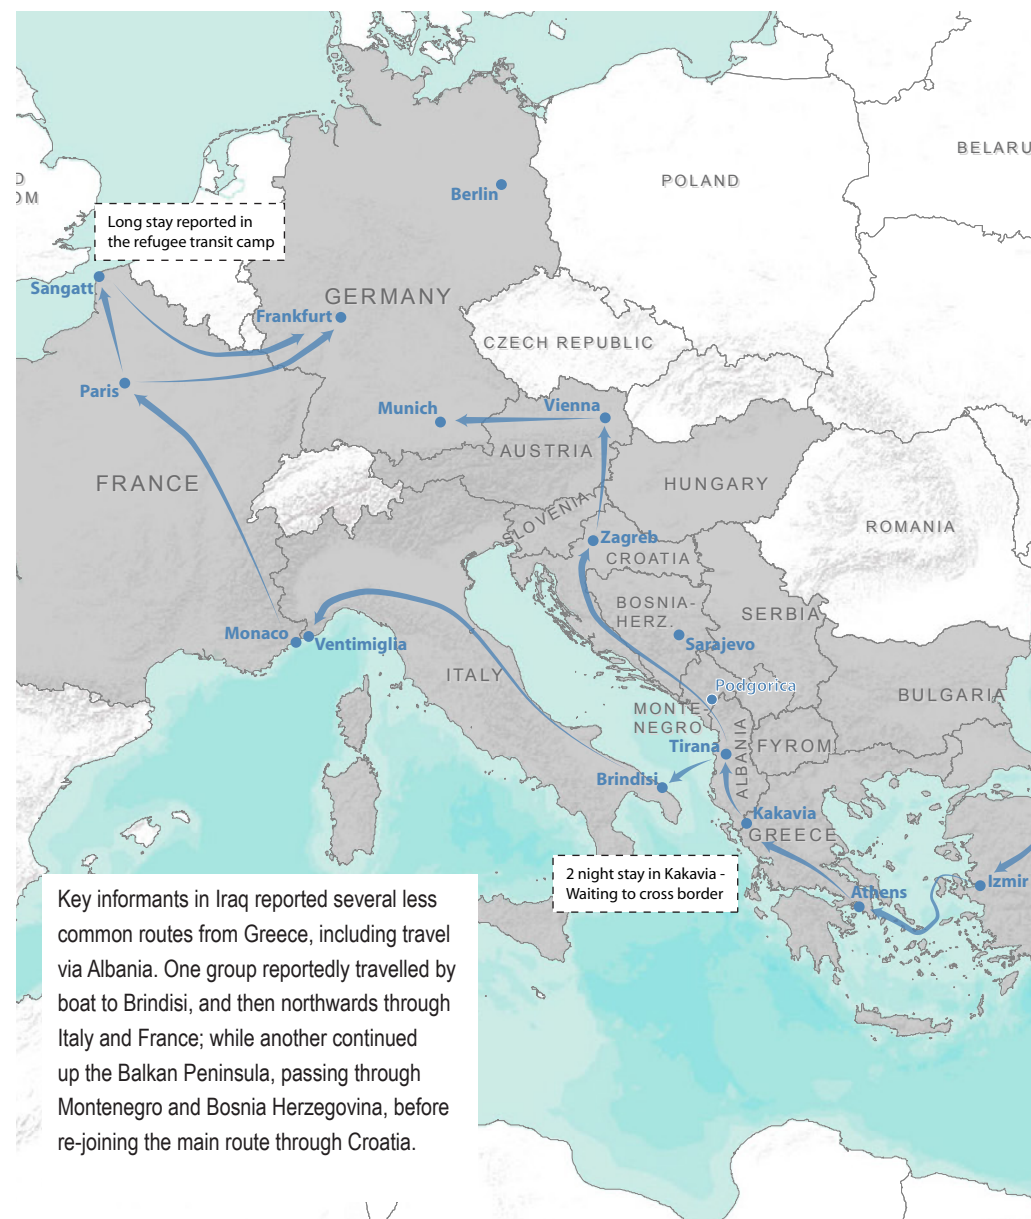 BELARU
POLAND
D
OM
Berlin
Long stay reported in
the refugee transit camp
Sangatt
GERMANY
Frankfurt
CZECH REPUBLIC
Paris
Munich
Vienna
AUSTRIA
FRANCE
HUNGARY
SLOVENIA
ROMANIA
Zagreb
CROATIA
BOSNIA-
HERZ.
SERBIA
Monaco
Ventimiglia
Sarajevo
ITALY
Podgorica
BULGARIA
MONTE-
NEGRO
Tirana
ALBANIA
FYROM
Brindisi
Kakavia
GREECE
2 night stay in Kakavia -
Waiting to cross border
Athens
Izmir
Key informants in Iraq reported several less
common routes from Greece, including travel
via Albania. One group reportedly travelled by
boat to Brindisi, and then northwards through
Italy and France; while another continued
up the Balkan Peninsula, passing through
Montenegro and Bosnia Herzegovina, before
re-joining the main route through Croatia.